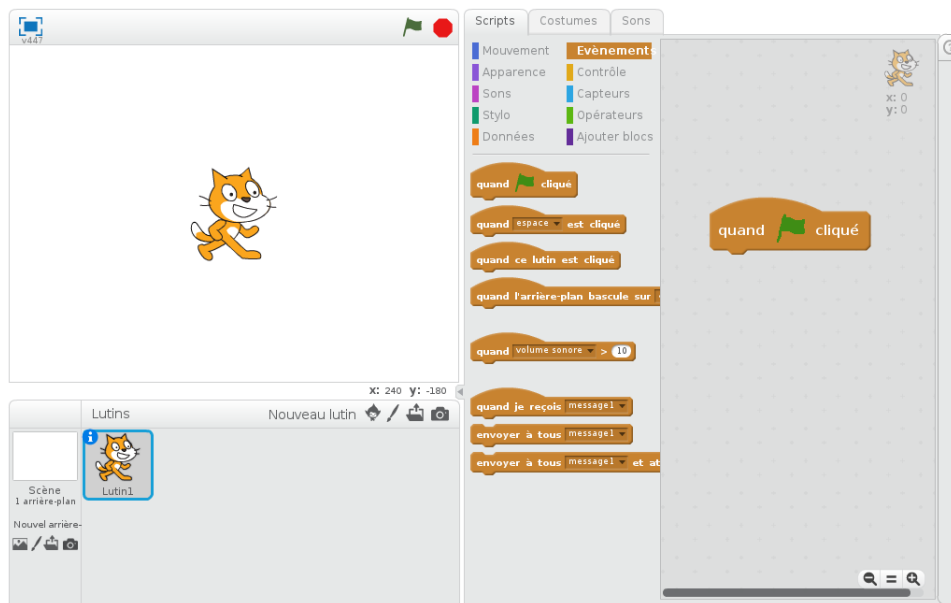 v447
Scripts
Costumes
Sons
Mouvement
Evènements
Apparence
Contrôle
Sons
Capteurs
Stylo
Opérateurs
Données
Ajouter blocs
quand cliqué
quand espace est cliqué
quand ce lutin est cliqué
quand l'arrière-plan bascule sur
quand volume sonore > 10
quand je reçois message1
envoyer à tous message1
envoyer à tous message1 et at
x: 0
y: 0
quand cliqué
x: 240 y: -180
Lutins
Nouveau lutin
Scène
1 arrière-plan
Nouvel arrière-
Lutin1